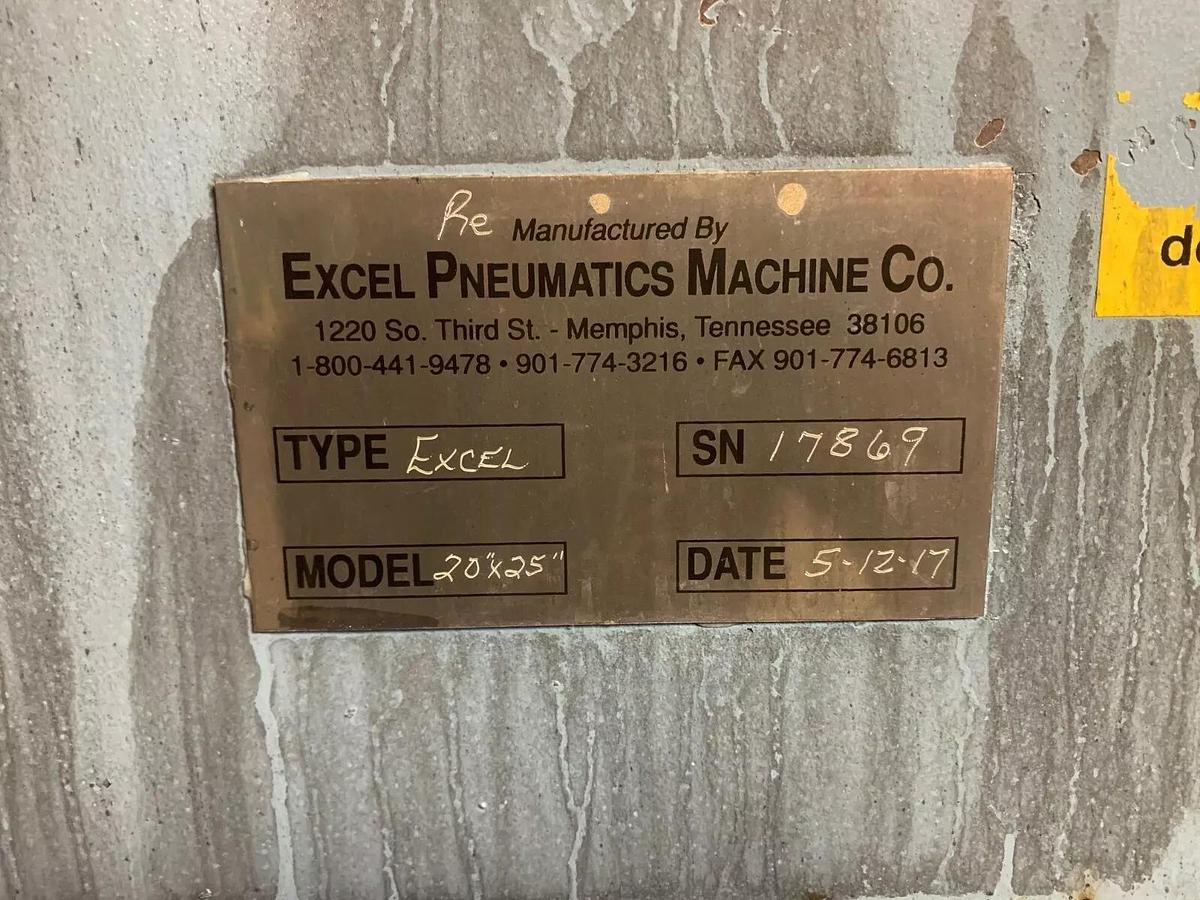 Re Manufactured By
EXCEL PNEUMATICS MACHINE CO.
1220 So. Third St. - Memphis, Tennessee 38106
1-800-441-9478 • 901-774-3216 • FAX 901-774-6813
TYPE EXCEL
SN 17869
MODEL 20"x25"
DATE 5-12-17